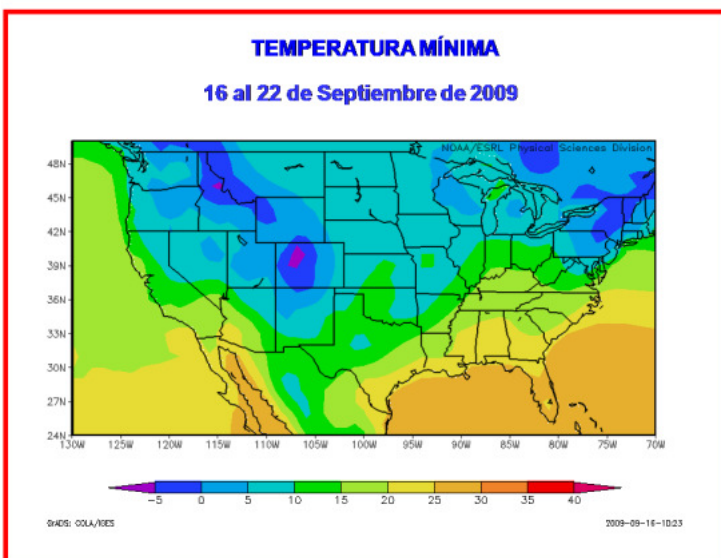 TEMPERATURA MÍNIMA
16 al 22 de Septiembre de 2009
NOAA/ESRL Physical Sciences Division
48N
45N
42N
39N
36N
33N
30N
27N
24N
130W 125W 120W 115W 110W 105W 100W 95W 90W 85W 80W 75W 70W
-5 0 5 10 15 20 25 30 35 40
GrADS: COLA/IGES 2009-09-16-10:23